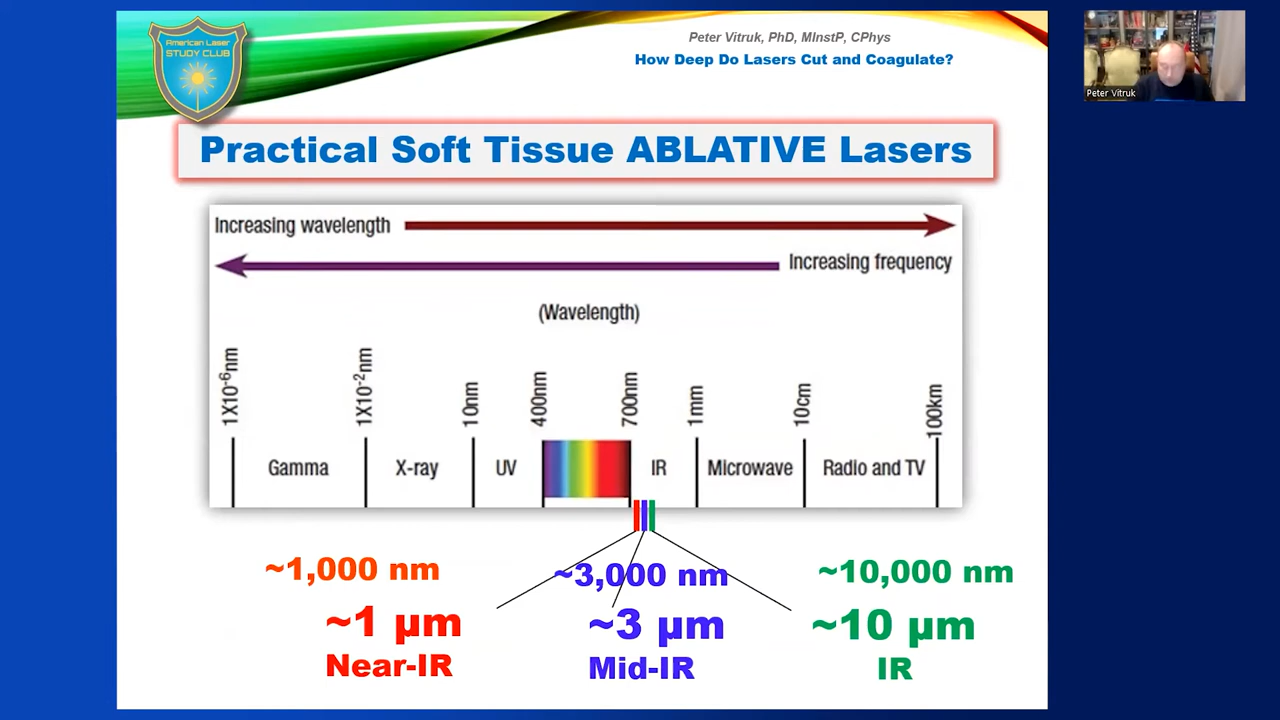 American Laser
STUDY CLUB
Peter Vitruk, PhD, MInstP, CPhys
How Deep Do Lasers Cut and Coagulate?
Peter Vitruk
Practical Soft Tissue ABLATIVE Lasers
Increasing wavelength
Increasing frequency
(Wavelength)
1X10⁻⁶nm
1X10⁻²nm
10nm
400nm
700nm
1mm
10cm
100km
Gamma
X-ray
UV
IR
Microwave
Radio and TV
~1,000 nm
~3,000 nm
~10,000 nm
~1 µm
~3 µm
~10 µm
Near-IR
Mid-IR
IR